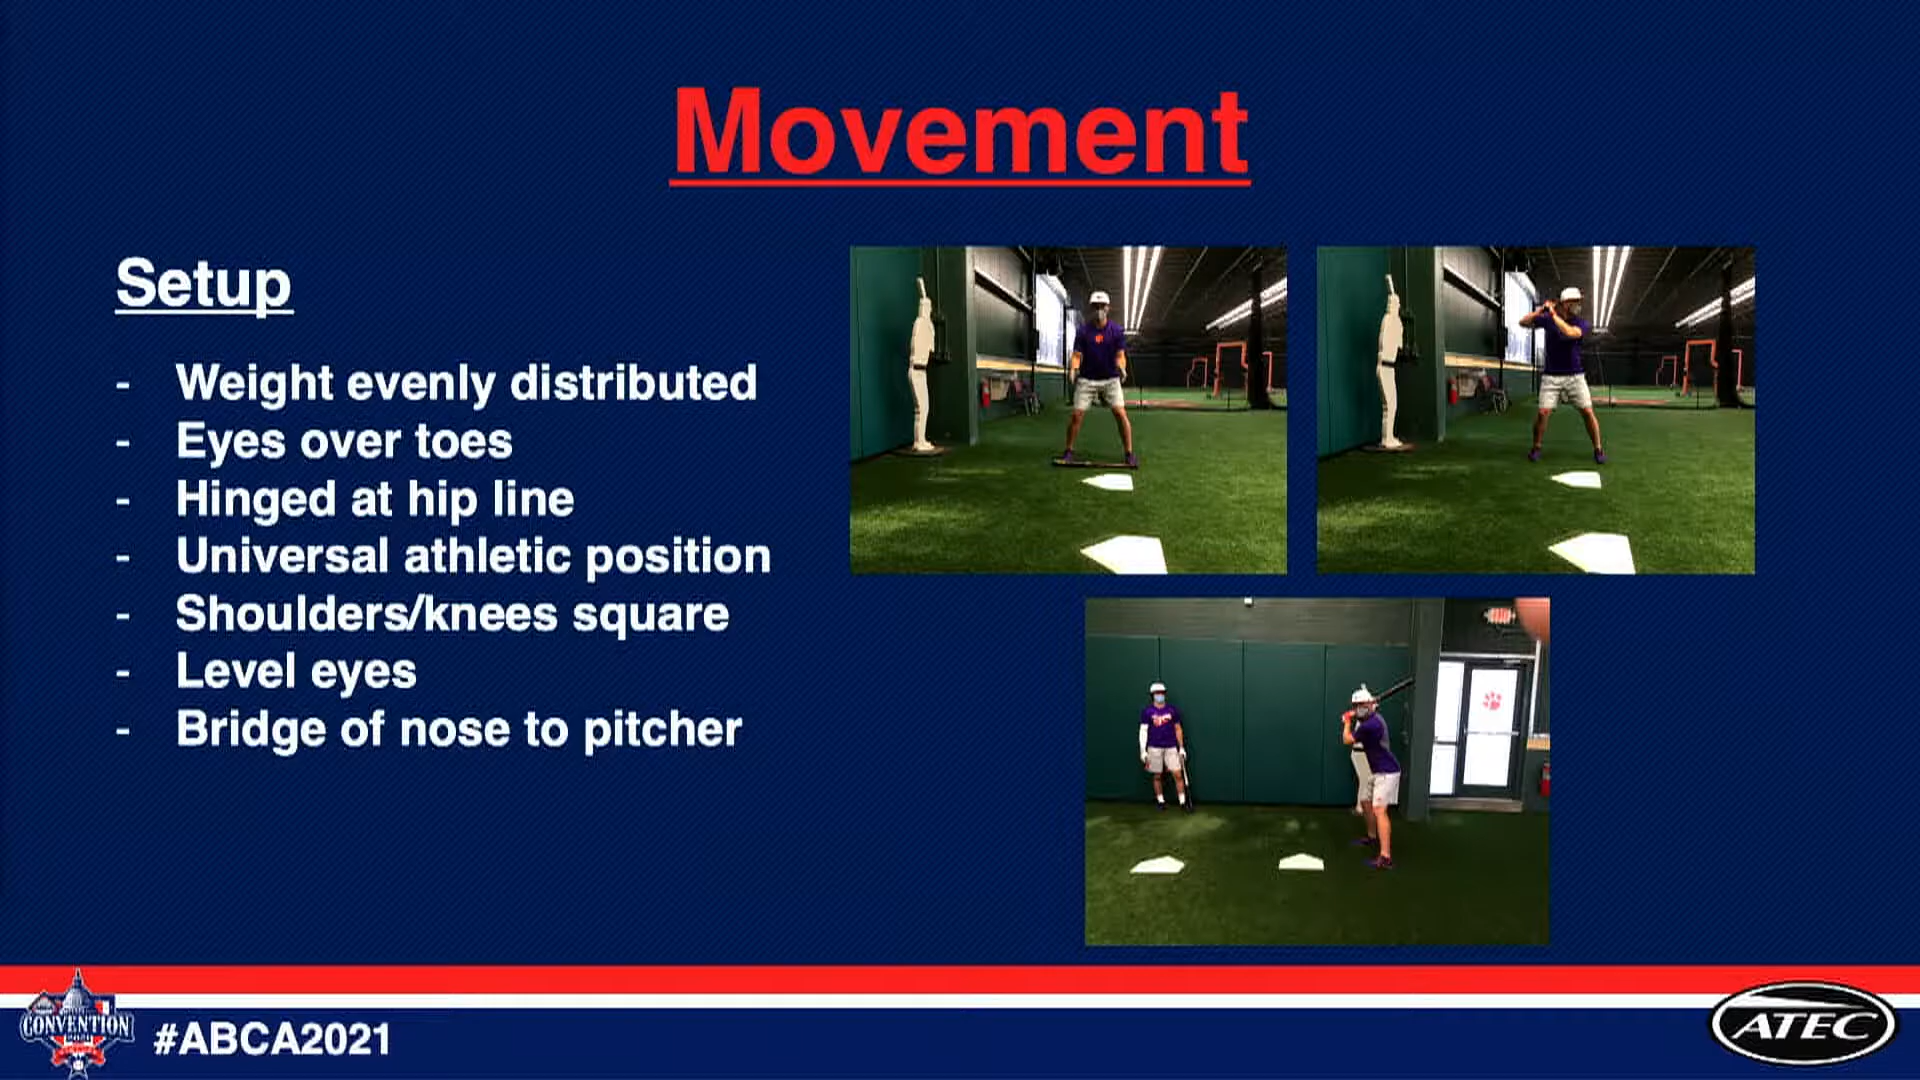 Movement
Setup
- Weight evenly distributed
- Eyes over toes
- Hinged at hip line
- Universal athletic position
- Shoulders/knees square
- Level eyes
- Bridge of nose to pitcher
CONVENTION
#ABCA2021
ATEC